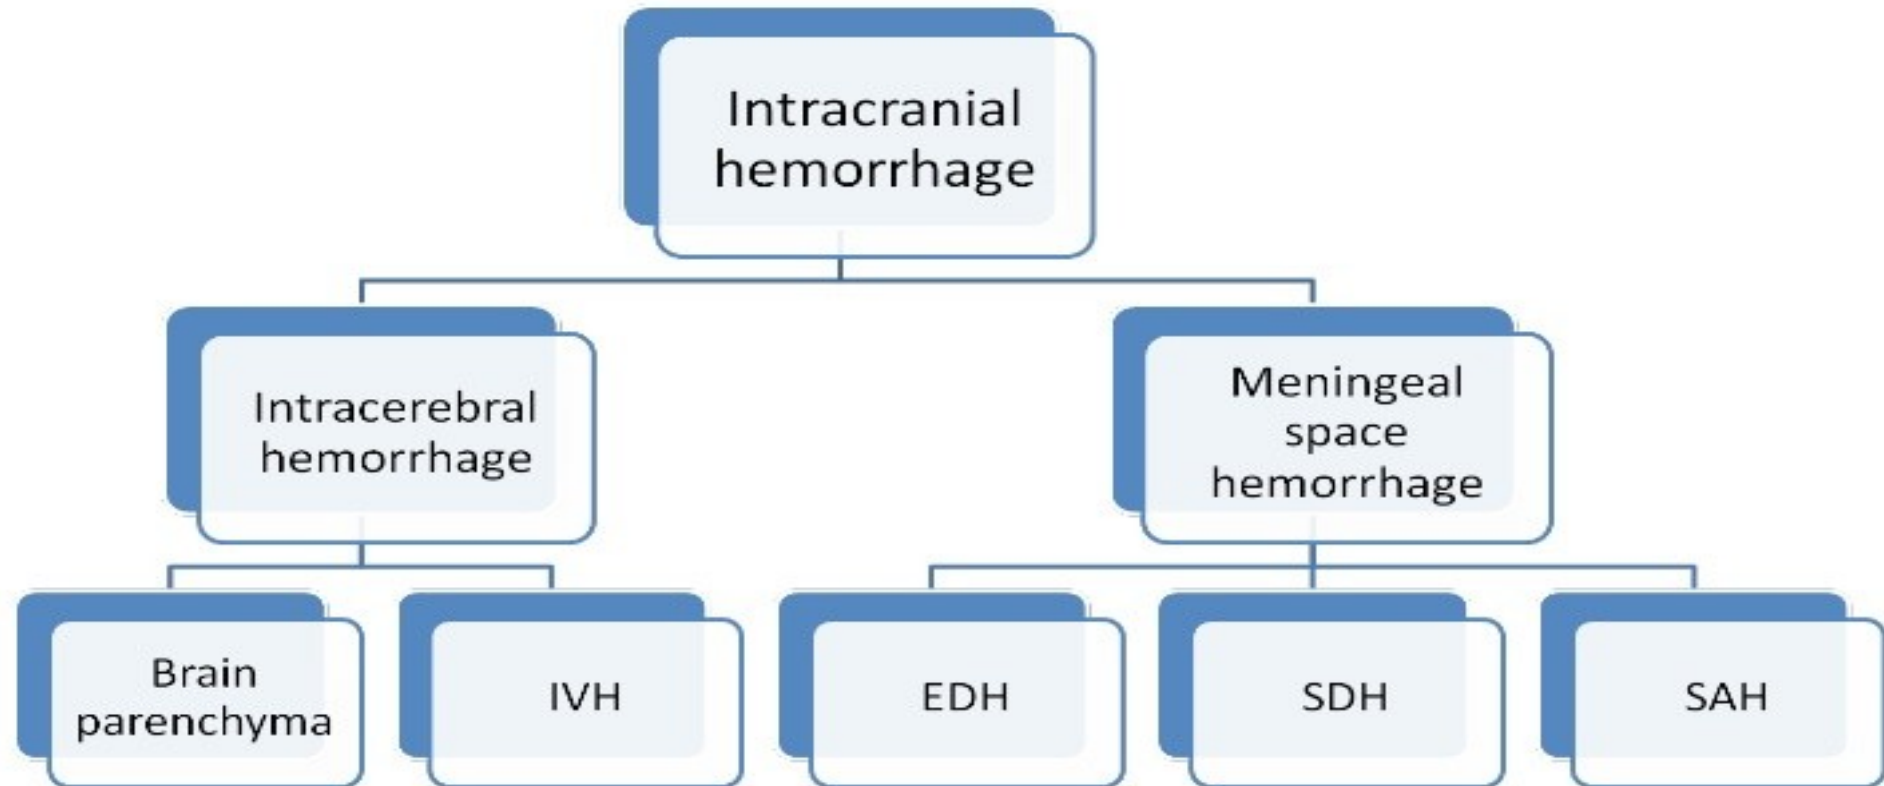 Intracranial
hemorrhage
Intracerebral
hemorrhage
Meningeal
space
hemorrhage
Brain
parenchyma
IVH
EDH
SDH
SAH